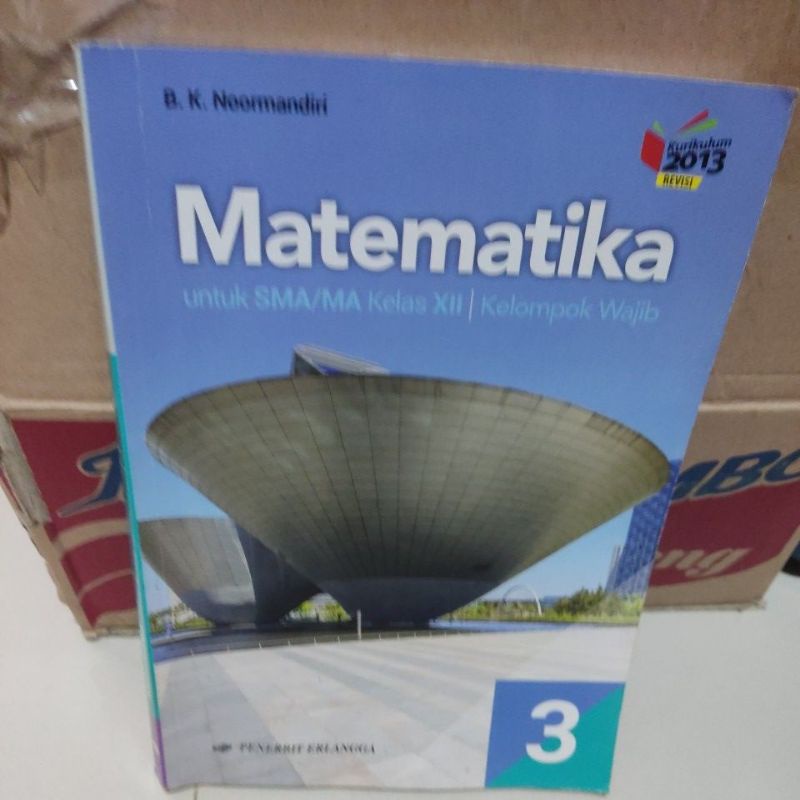 B. K. Noormandiri
Kurikulum
2013
REVISI
Matematika
untuk SMA/MA Kelas XII | Kelompok Wajib
3
PENERBIT ERLANGGA